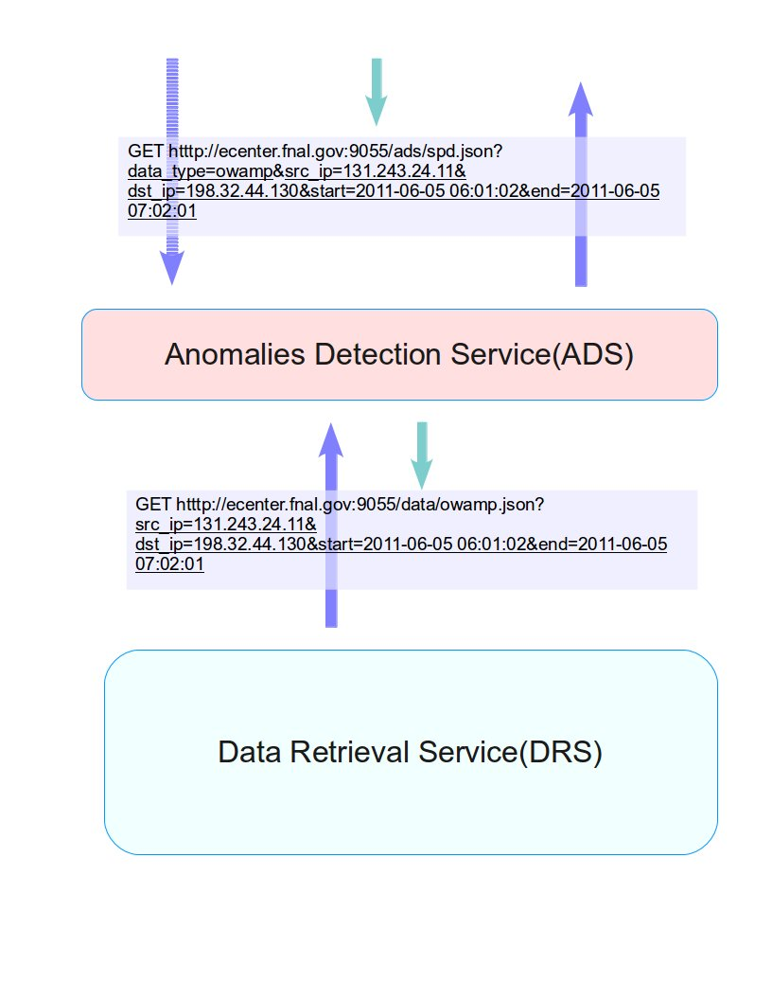 GET htttp://ecenter.fnal.gov:9055/ads/spd.json?
data_type=owamp&src_ip=131.243.24.11&
dst_ip=198.32.44.130&start=2011-06-05 06:01:02&end=2011-06-05
07:02:01
Anomalies Detection Service(ADS)
GET htttp://ecenter.fnal.gov:9055/data/owamp.json?
src_ip=131.243.24.11&
dst_ip=198.32.44.130&start=2011-06-05 06:01:02&end=2011-06-05
07:02:01
Data Retrieval Service(DRS)